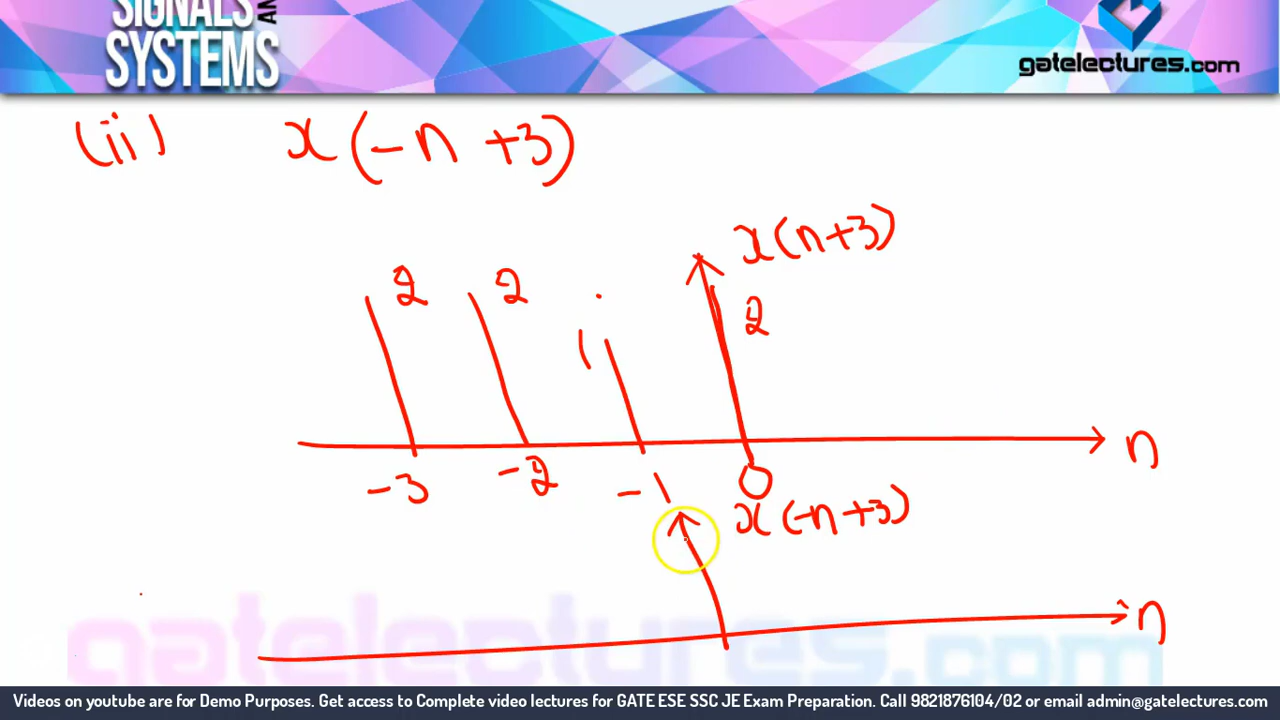 SIGNALS AND
SYSTEMS
gatelectures.com
(ii) x(-n+3)
x(n+3)
2 2 1 2
-3 -2 -1 0 n
x(-n+3)
n
gatelectures.com
Videos on youtube are for Demo Purposes. Get access to Complete video lectures for GATE ESE SSC JE Exam Preparation. Call 9821876104/02 or email admin@gatelectures.com